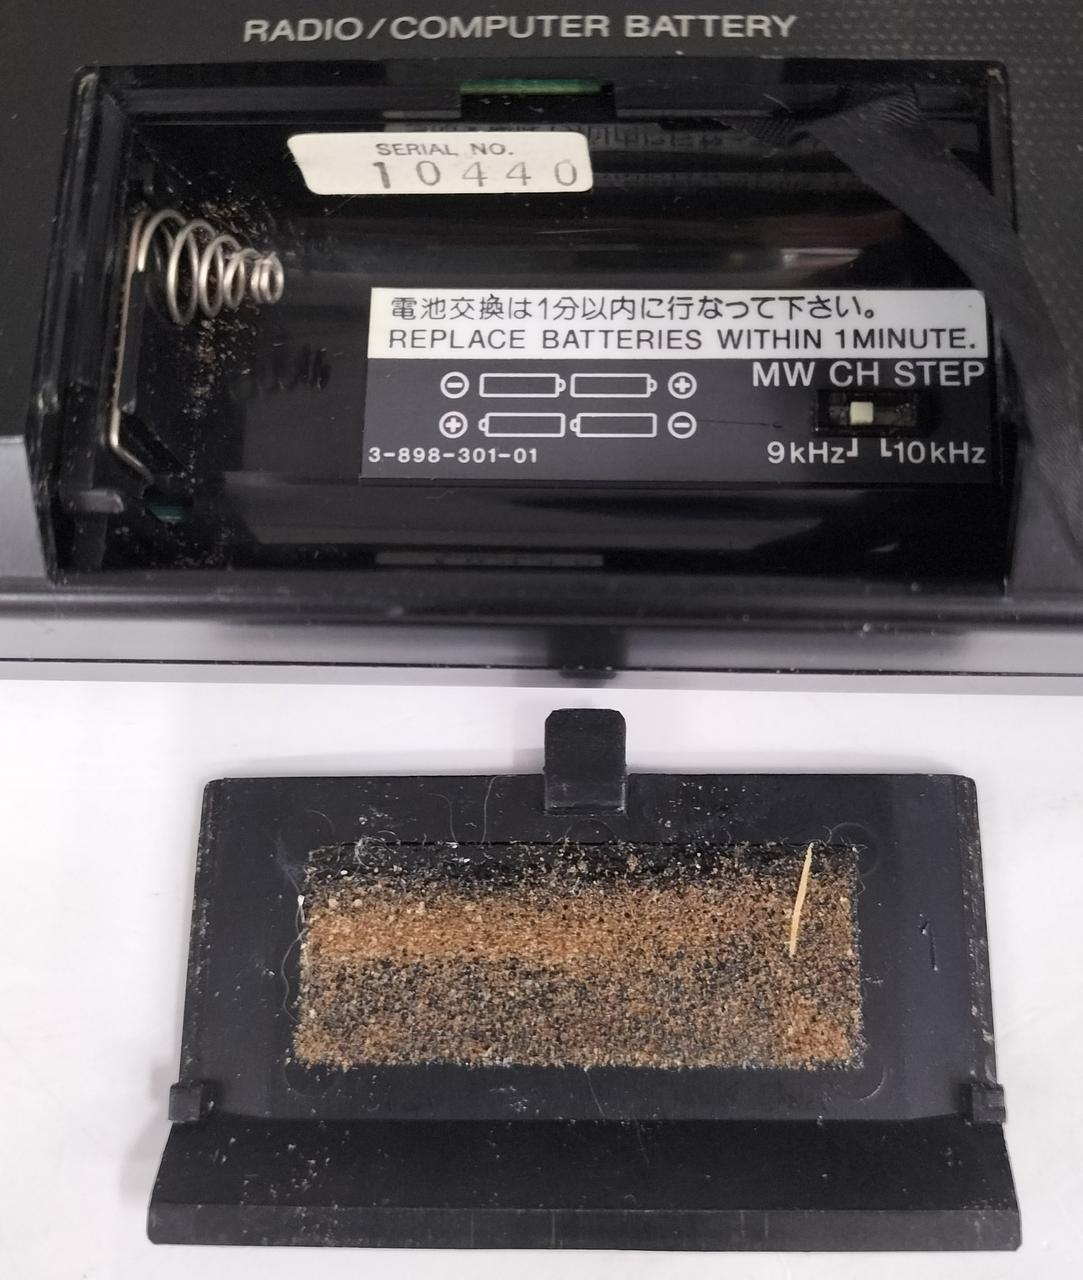 RADIO/COMPUTER BATTERY
SERIAL NO.
10440
電池交換は1分以内に行なって下さい。
REPLACE BATTERIES WITHIN 1MINUTE.
MW CH STEP
⊖ ⊕
⊕ ⊖
9kHz 10kHz
3-898-301-01